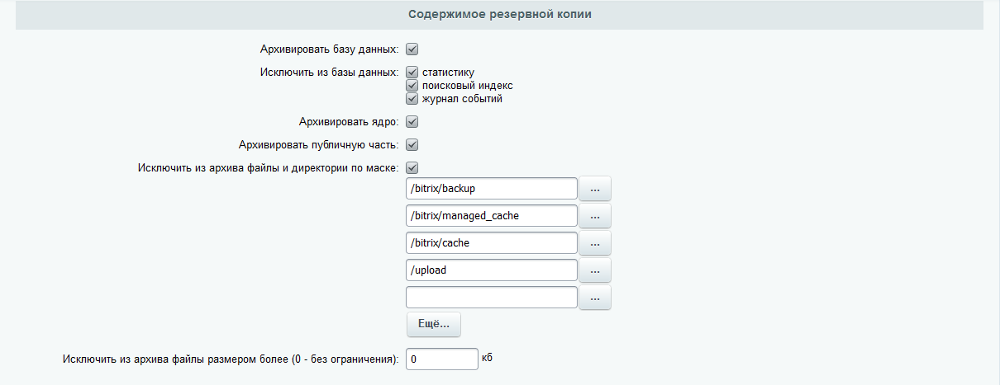 Содержимое резервной копии
Архивировать базу данных:
Исключить из базы данных: статистику
поисковый индекс
журнал событий
Архивировать ядро:
Архивировать публичную часть:
Исключить из архива файлы и директории по маске:
/bitrix/backup ...
/bitrix/managed_cache ...
/bitrix/cache ...
/upload ...
...
Ещё...
Исключить из архива файлы размером более (0 - без ограничения): 0 кб